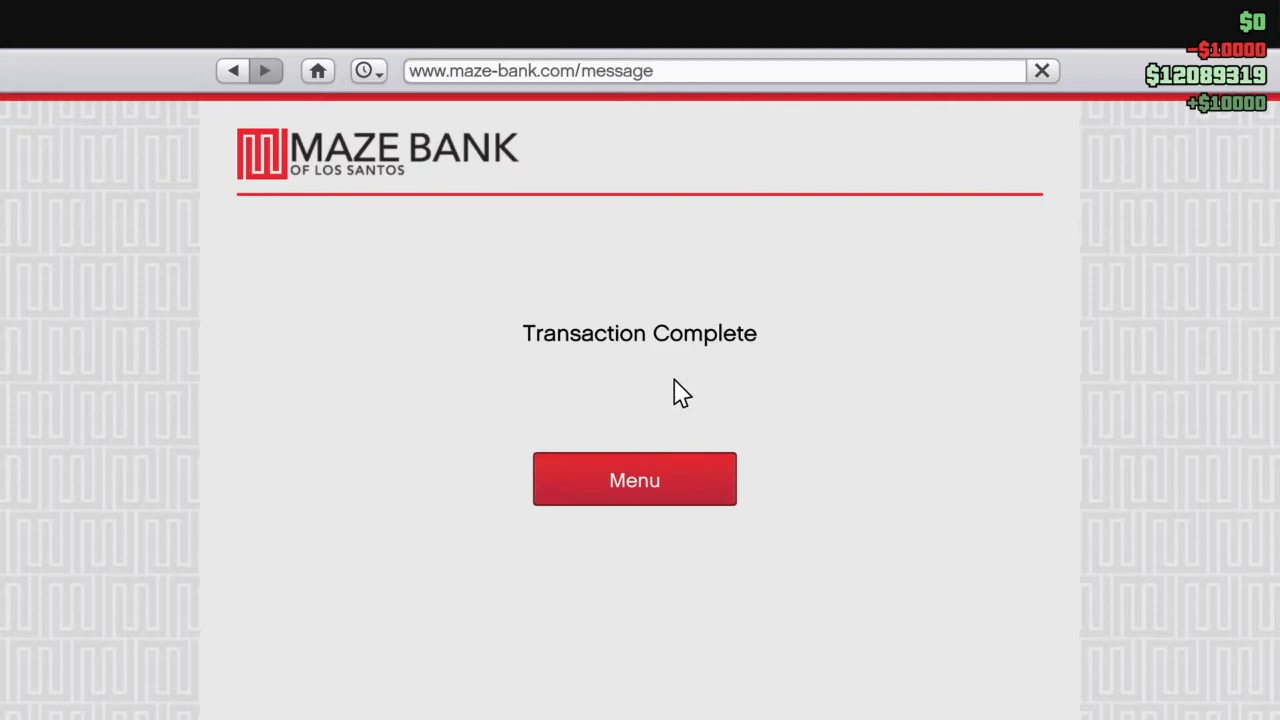 $0
-$10000
www.maze-bank.com/message
$12089319
+$10000
MAZE BANK
OF LOS SANTOS
Transaction Complete
Menu